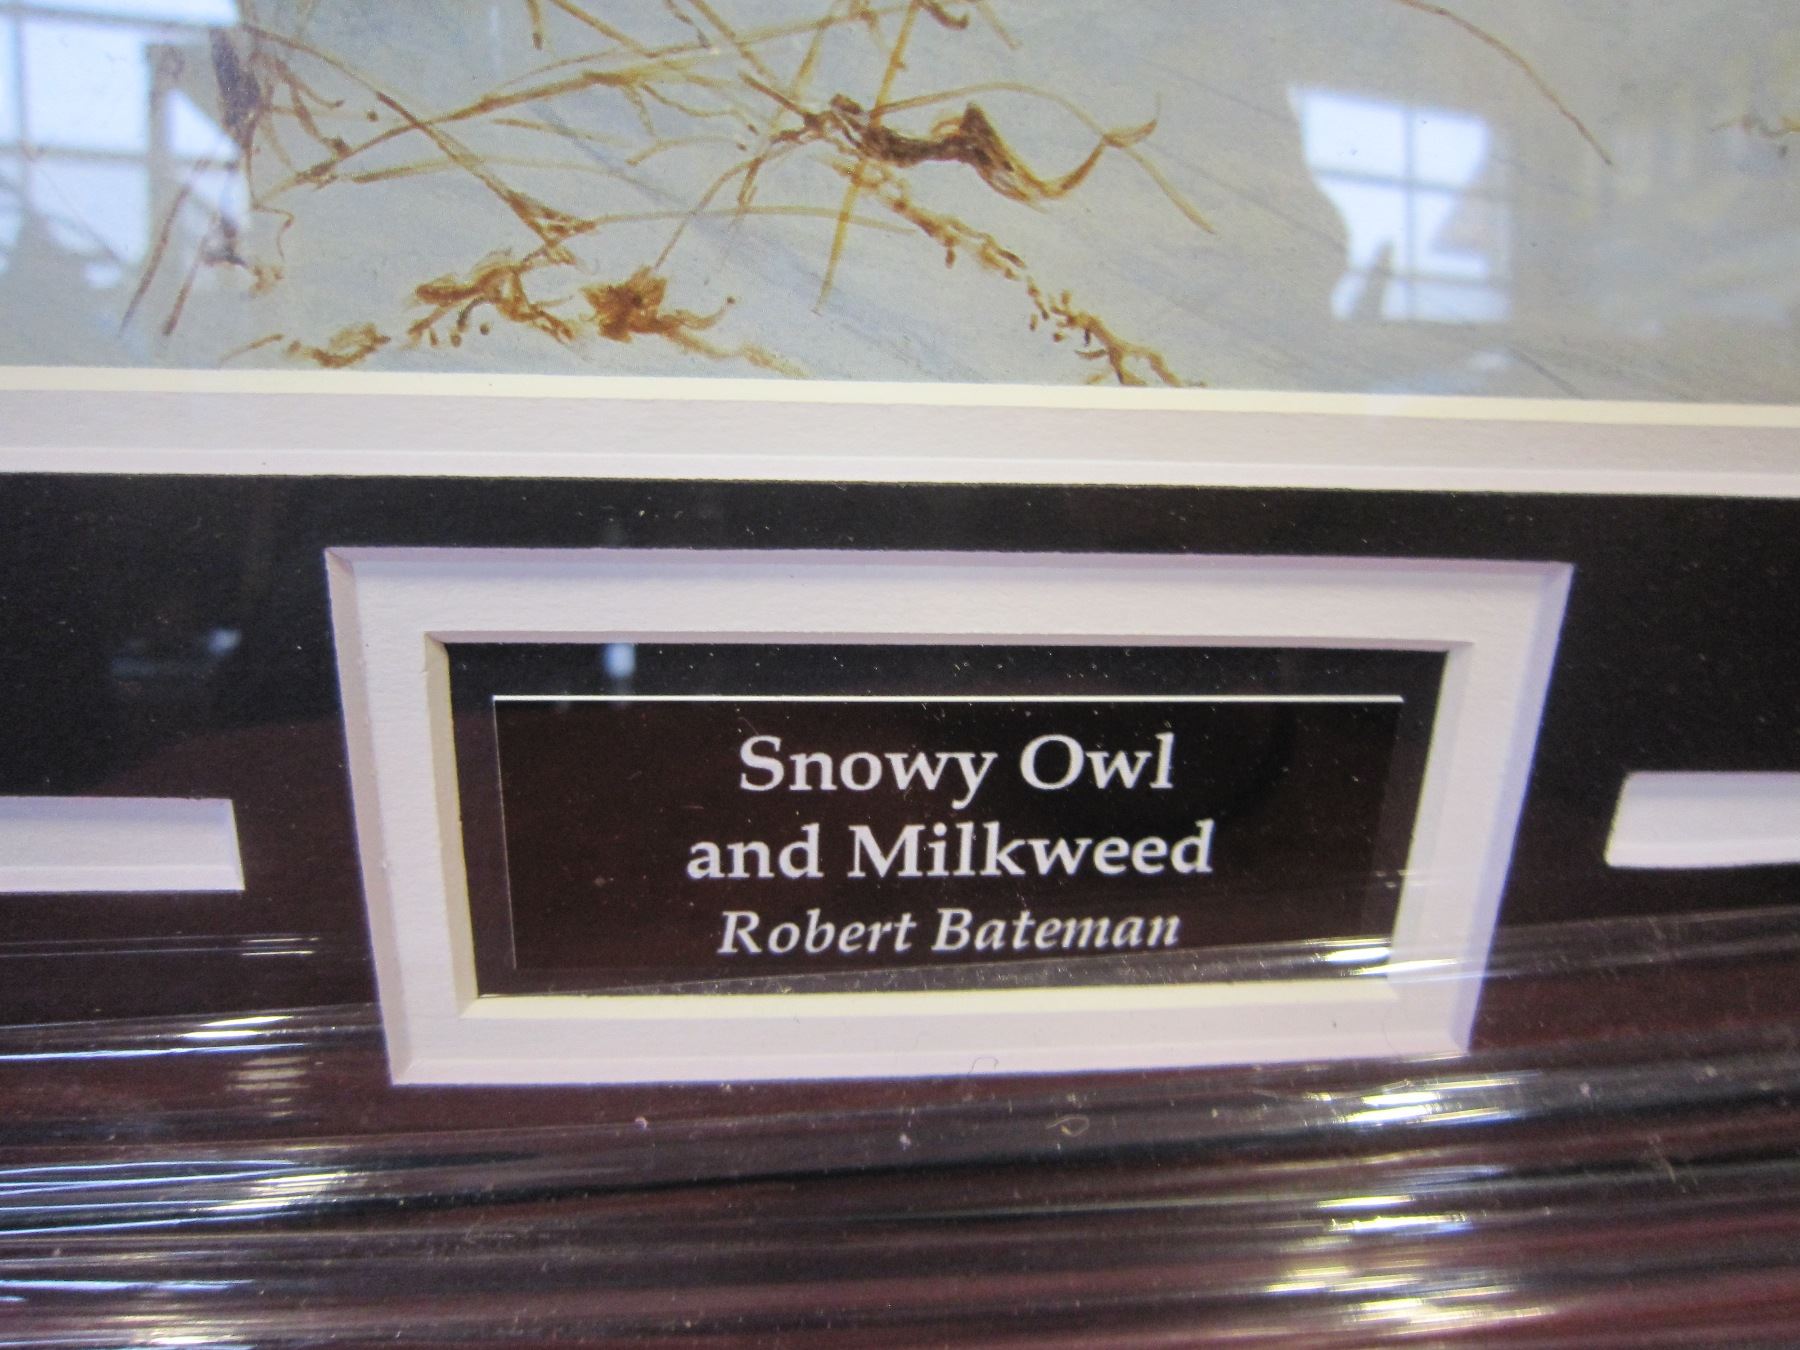 Snowy Owl
and Milkweed
Robert Bateman